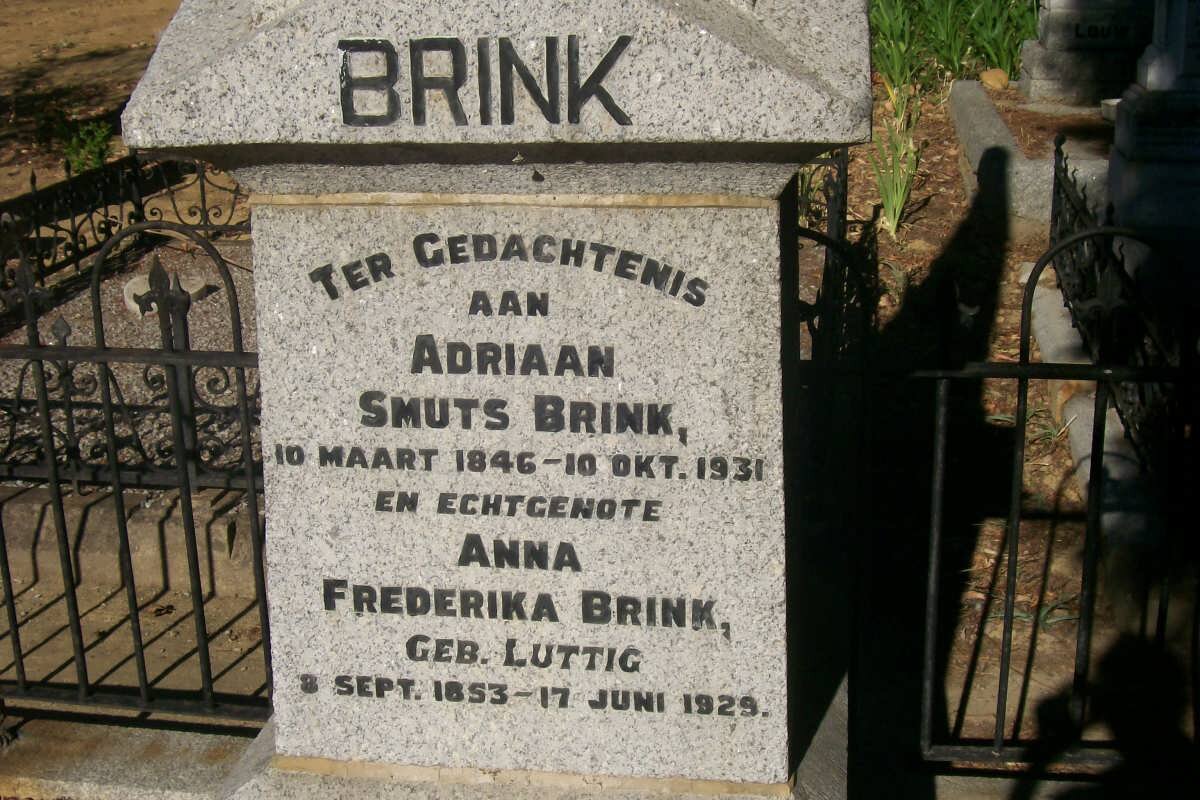 BRINK
TER GEDACHTENIS
AAN
ADRIAAN
SMUTS BRINK,
10 MAART 1846-10 OKT. 1931
EN ECHTGENOTE
ANNA
FREDERIKA BRINK,
GEB. LUTTIG
8 SEPT. 1853-17 JUNI 1929.
LOUW